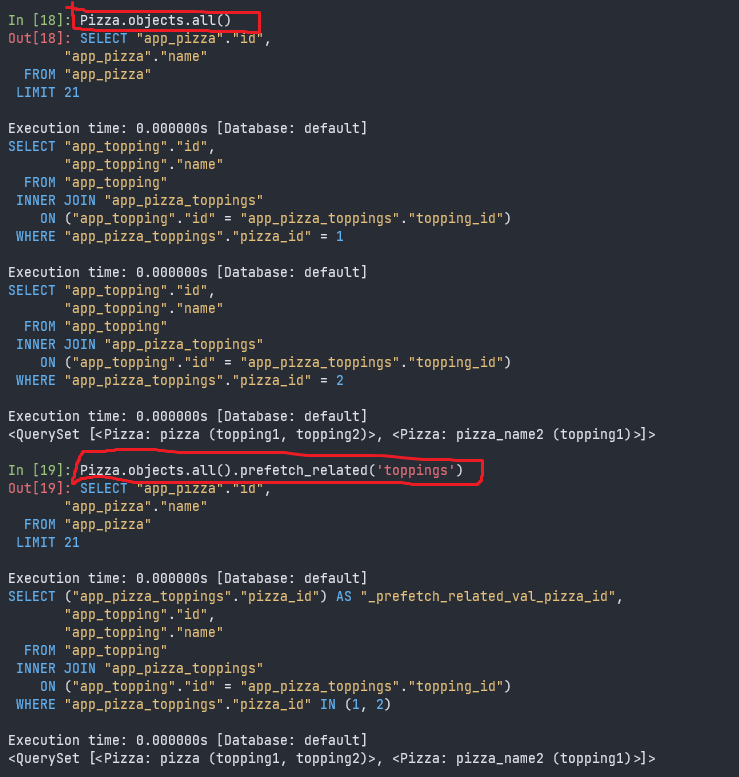 In [18]: Pizza.objects.all()
Out[18]: SELECT "app_pizza"."id",
       "app_pizza"."name"
  FROM "app_pizza"
 LIMIT 21
Execution time: 0.000000s [Database: default]
SELECT "app_topping"."id",
       "app_topping"."name"
  FROM "app_topping"
 INNER JOIN "app_pizza_toppings"
    ON ("app_topping"."id" = "app_pizza_toppings"."topping_id")
 WHERE "app_pizza_toppings"."pizza_id" = 1
Execution time: 0.000000s [Database: default]
SELECT "app_topping"."id",
       "app_topping"."name"
  FROM "app_topping"
 INNER JOIN "app_pizza_toppings"
    ON ("app_topping"."id" = "app_pizza_toppings"."topping_id")
 WHERE "app_pizza_toppings"."pizza_id" = 2
Execution time: 0.000000s [Database: default]
<QuerySet [<Pizza: pizza (topping1, topping2)>, <Pizza: pizza_name2 (topping1)>]>
In [19]: Pizza.objects.all().prefetch_related('toppings')
Out[19]: SELECT "app_pizza"."id",
       "app_pizza"."name"
  FROM "app_pizza"
 LIMIT 21
Execution time: 0.000000s [Database: default]
SELECT ("app_pizza_toppings"."pizza_id") AS "_prefetch_related_val_pizza_id",
       "app_topping"."id",
       "app_topping"."name"
  FROM "app_topping"
 INNER JOIN "app_pizza_toppings"
    ON ("app_topping"."id" = "app_pizza_toppings"."topping_id")
 WHERE "app_pizza_toppings"."pizza_id" IN (1, 2)
Execution time: 0.000000s [Database: default]
<QuerySet [<Pizza: pizza (topping1, topping2)>, <Pizza: pizza_name2 (topping1)>]>